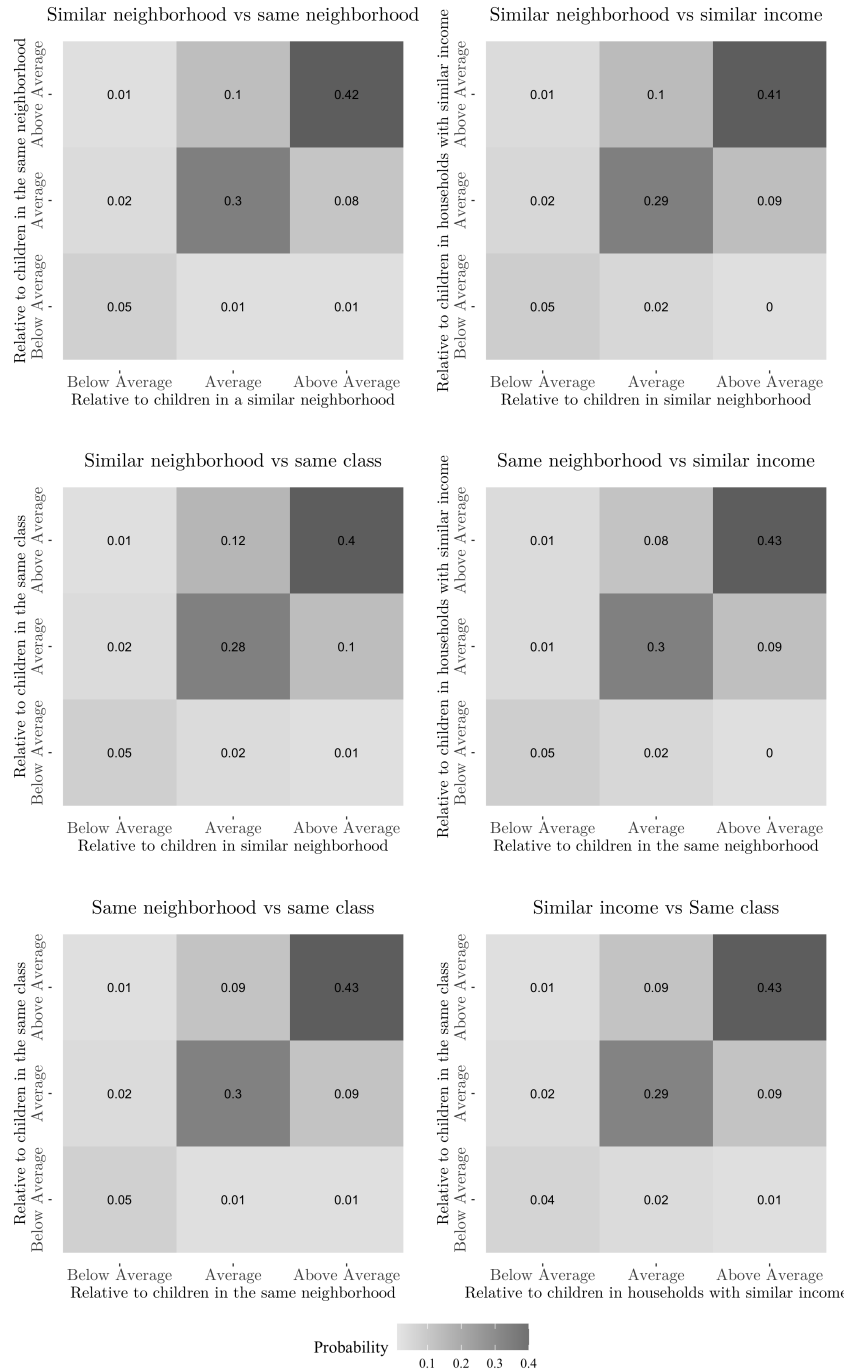 Similar neighborhood vs same neighborhood
Relative to children in the same neighborhood
Above Average
Average
Below Average
0.01 0.1 0.42
0.02 0.3 0.08
0.05 0.01 0.01
Below Average Average Above Average
Relative to children in a similar neighborhood
Similar neighborhood vs similar income
Relative to children in households with similar income
Above Average
Average
Below Average
0.01 0.1 0.41
0.02 0.29 0.09
0.05 0.02 0
Below Average Average Above Average
Relative to children in similar neighborhood
Similar neighborhood vs same class
Relative to children in the same class
Above Average
Average
Below Average
0.01 0.12 0.4
0.02 0.28 0.1
0.05 0.02 0.01
Below Average Average Above Average
Relative to children in similar neighborhood
Same neighborhood vs similar income
Relative to children in households with similar income
Above Average
Average
Below Average
0.01 0.08 0.43
0.01 0.3 0.09
0.05 0.02 0
Below Average Average Above Average
Relative to children in the same neighborhood
Same neighborhood vs same class
Relative to children in the same class
Above Average
Average
Below Average
0.01 0.09 0.43
0.02 0.3 0.09
0.05 0.01 0.01
Below Average Average Above Average
Relative to children in the same neighborhood
Similar income vs Same class
Relative to children in the same class
Above Average
Average
Below Average
0.01 0.09 0.43
0.02 0.29 0.09
0.04 0.02 0.01
Below Average Average Above Average
Relative to children in households with similar income
Probability
0.1 0.2 0.3 0.4